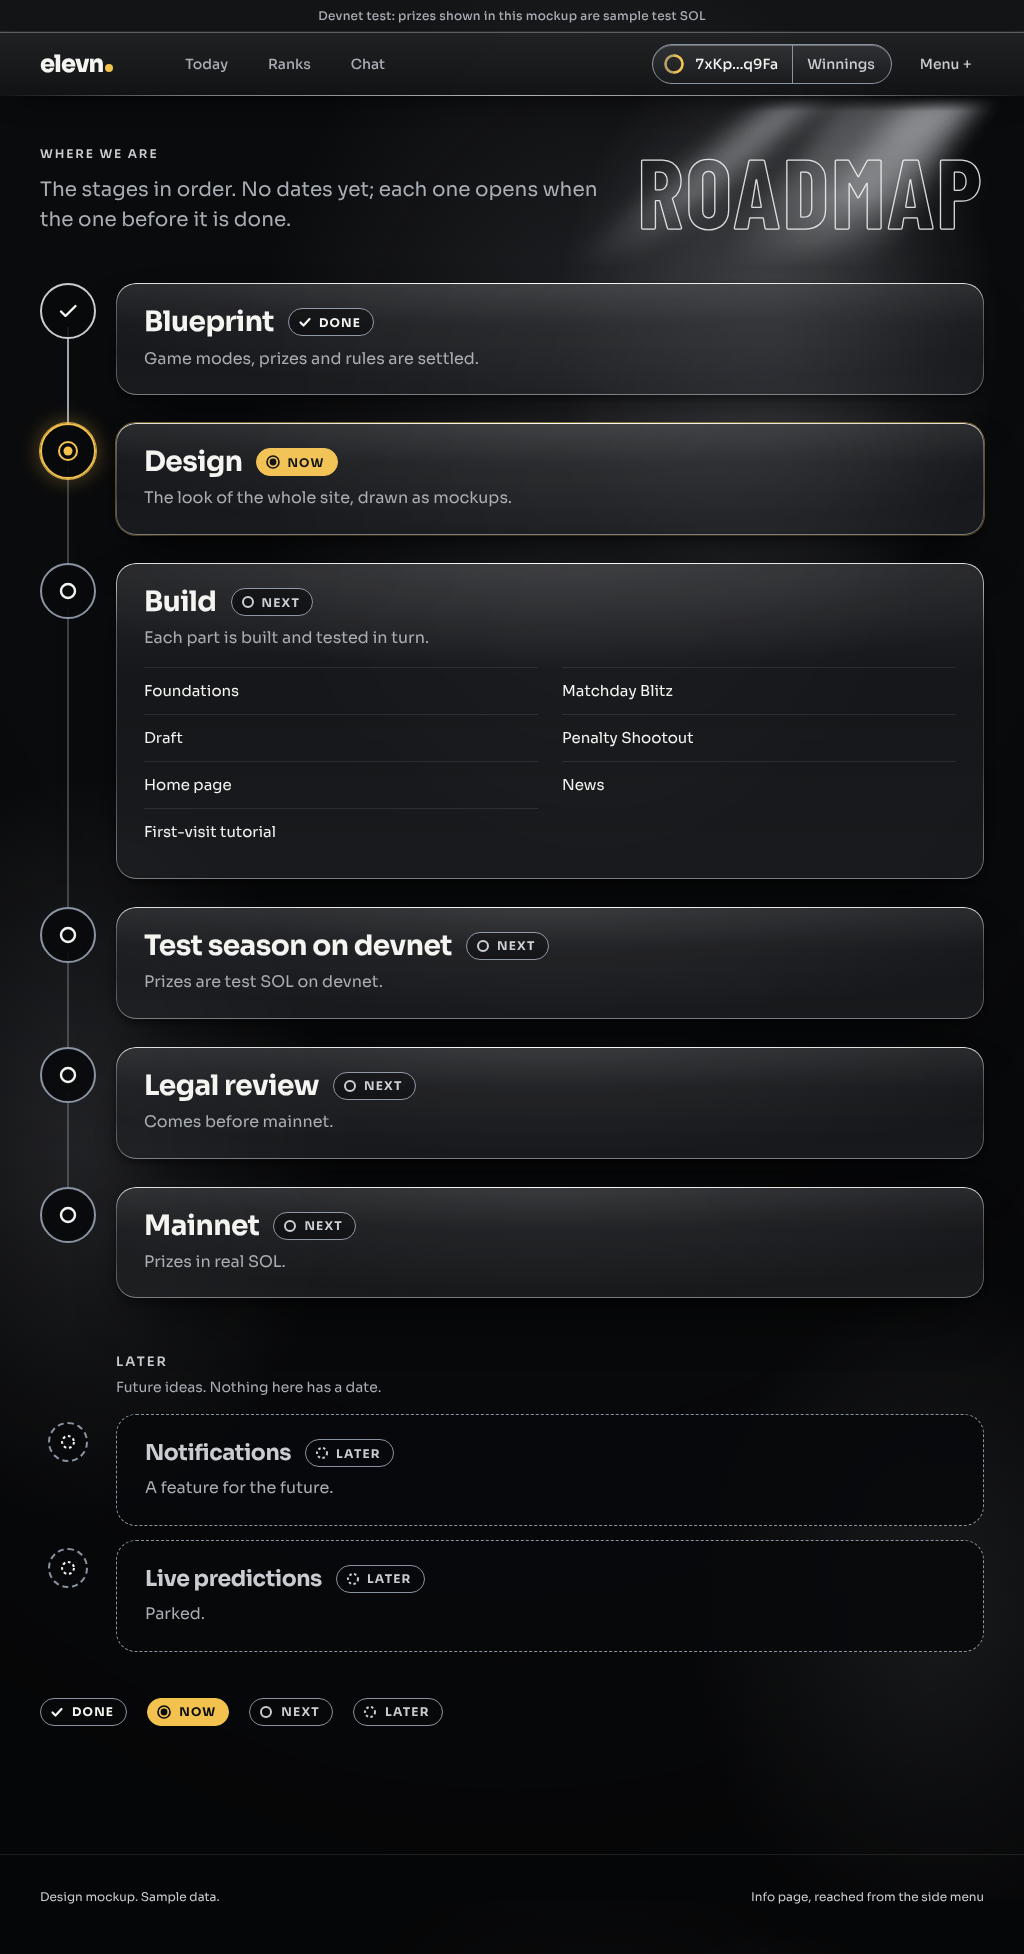 Devnet test: prizes shown in this mockup are sample test SOL
elevn.
Today
Ranks
Chat
7xKp...q9Fa
Winnings
Menu +
WHERE WE ARE
The stages in order. No dates yet; each one opens when
the one before it is done.
ROADMAP
Blueprint
DONE
Game modes, prizes and rules are settled.
Design
NOW
The look of the whole site, drawn as mockups.
Build
NEXT
Each part is built and tested in turn.
Foundations
Draft
Home page
First-visit tutorial
Matchday Blitz
Penalty Shootout
News
Test season on devnet
NEXT
Prizes are test SOL on devnet.
Legal review
NEXT
Comes before mainnet.
Mainnet
NEXT
Prizes in real SOL.
LATER
Future ideas. Nothing here has a date.
Notifications
LATER
A feature for the future.
Live predictions
LATER
Parked.
DONE
NOW
NEXT
LATER
Design mockup. Sample data.
Info page, reached from the side menu